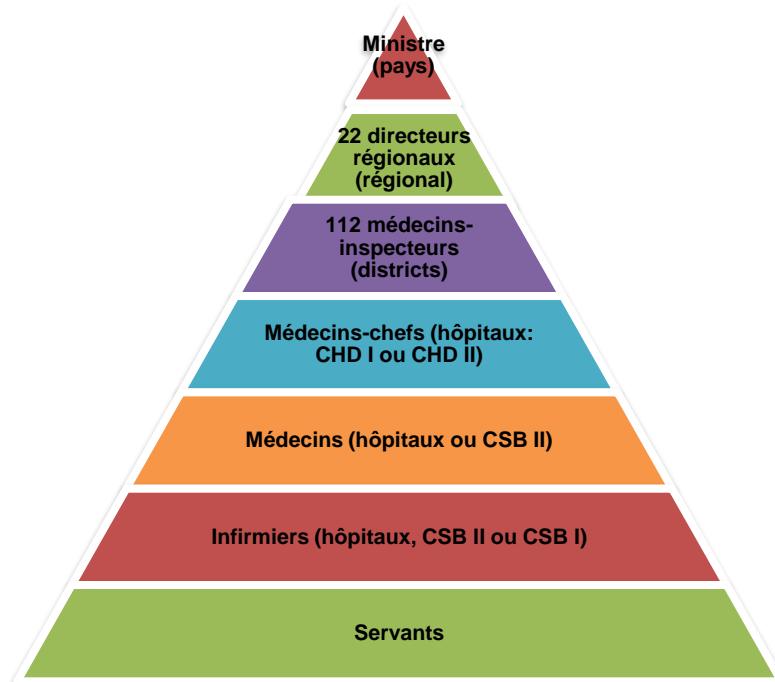 Ministre
(pays)
22 directeurs
régionaux
(régional)
112 médecins-
inspecteurs
(districts)
Médecins-chefs (hôpitaux:
CHD I ou CHD II)
Médecins (hôpitaux ou CSB II)
Infirmiers (hôpitaux, CSB II ou CSB I)
Servants